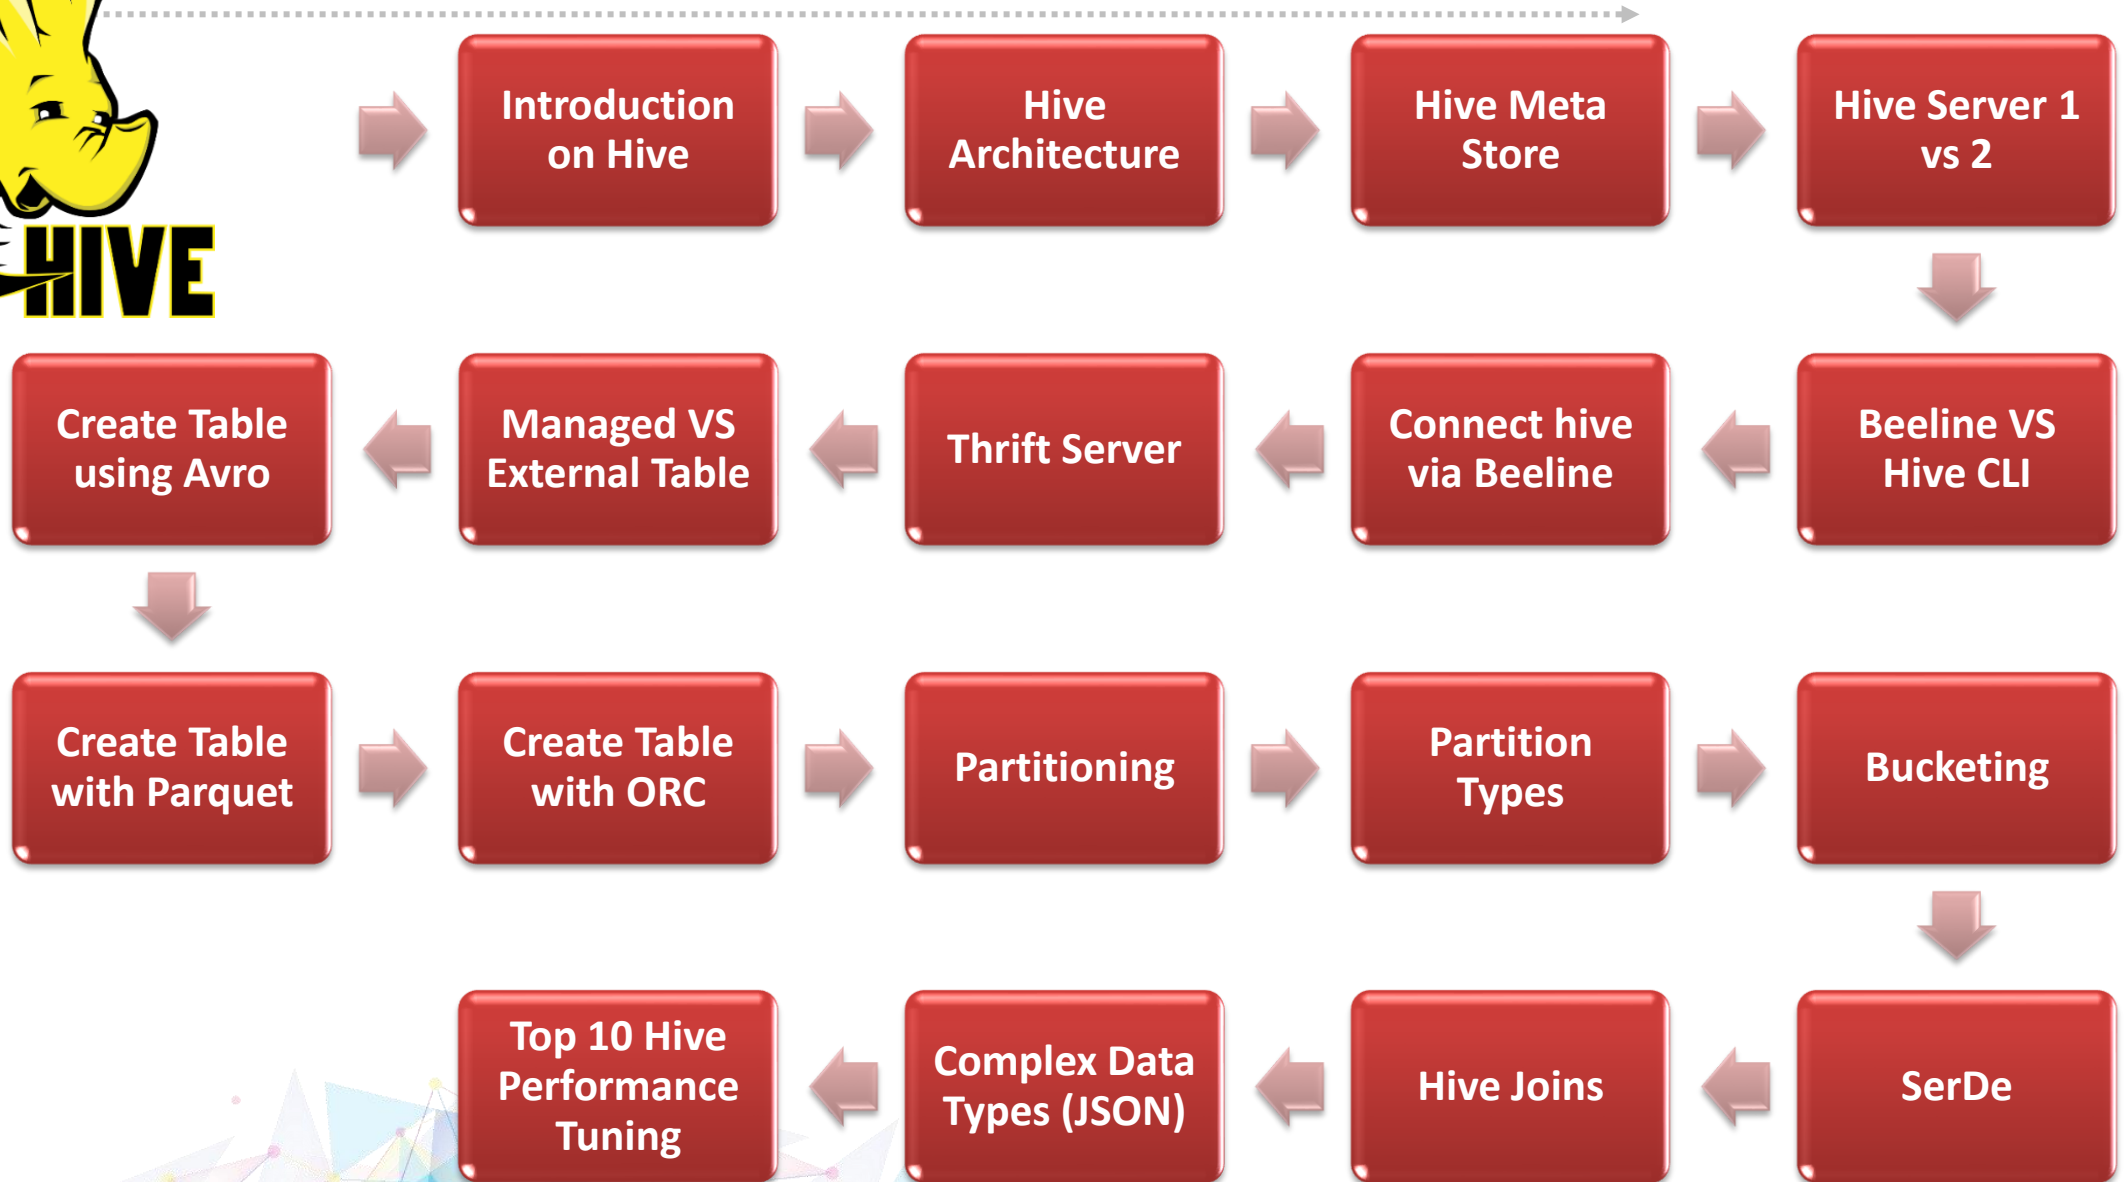 HIVE
Introduction
on Hive
Hive
Architecture
Hive Meta
Store
Hive Server 1
vs 2
Beeline VS
Hive CLI
Connect hive
via Beeline
Thrift Server
Managed VS
External Table
Create Table
using Avro
Create Table
with Parquet
Create Table
with ORC
Partitioning
Partition
Types
Bucketing
SerDe
Hive Joins
Complex Data
Types (JSON)
Top 10 Hive
Performance
Tuning